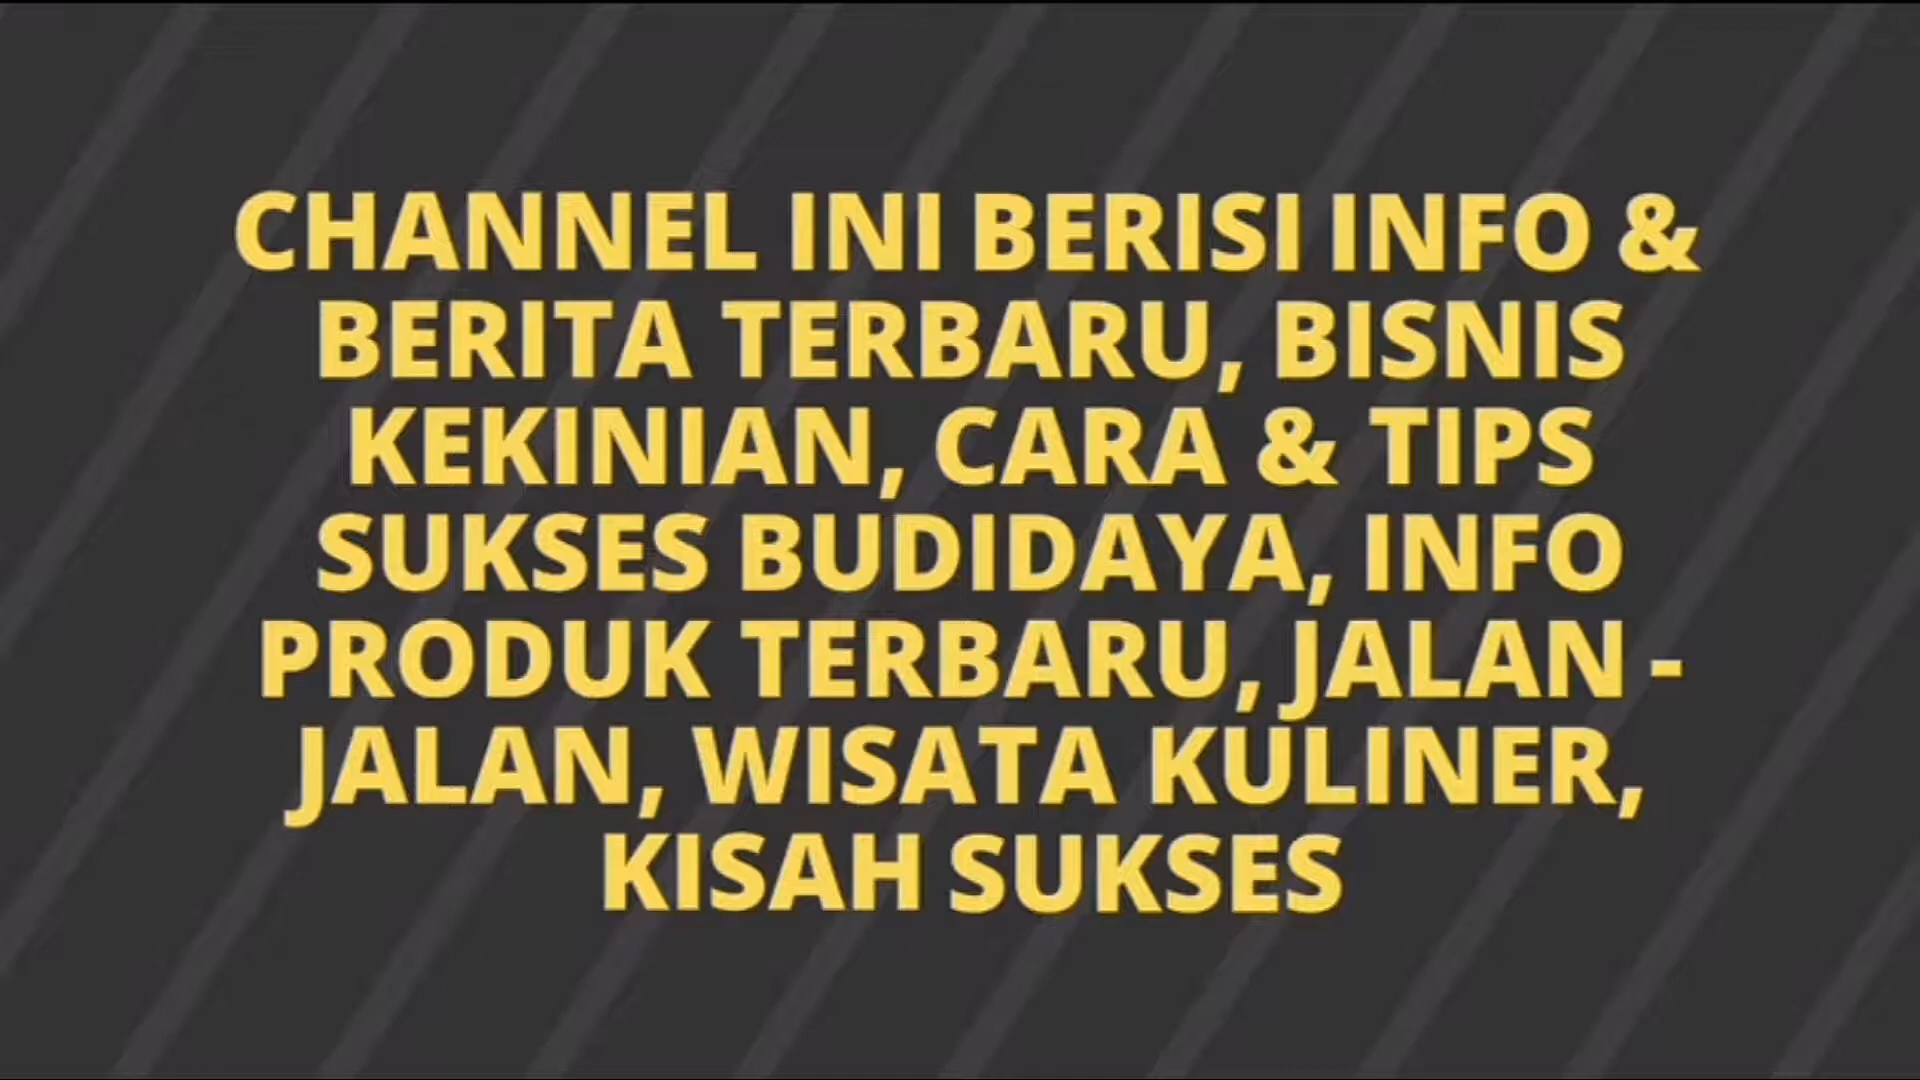 CHANNEL INI BERISI INFO &
BERITA TERBARU, BISNIS
KEKINIAN, CARA & TIPS
SUKSES BUDIDAYA, INFO
PRODUK TERBARU, JALAN -
JALAN, WISATA KULINER,
KISAH SUKSES